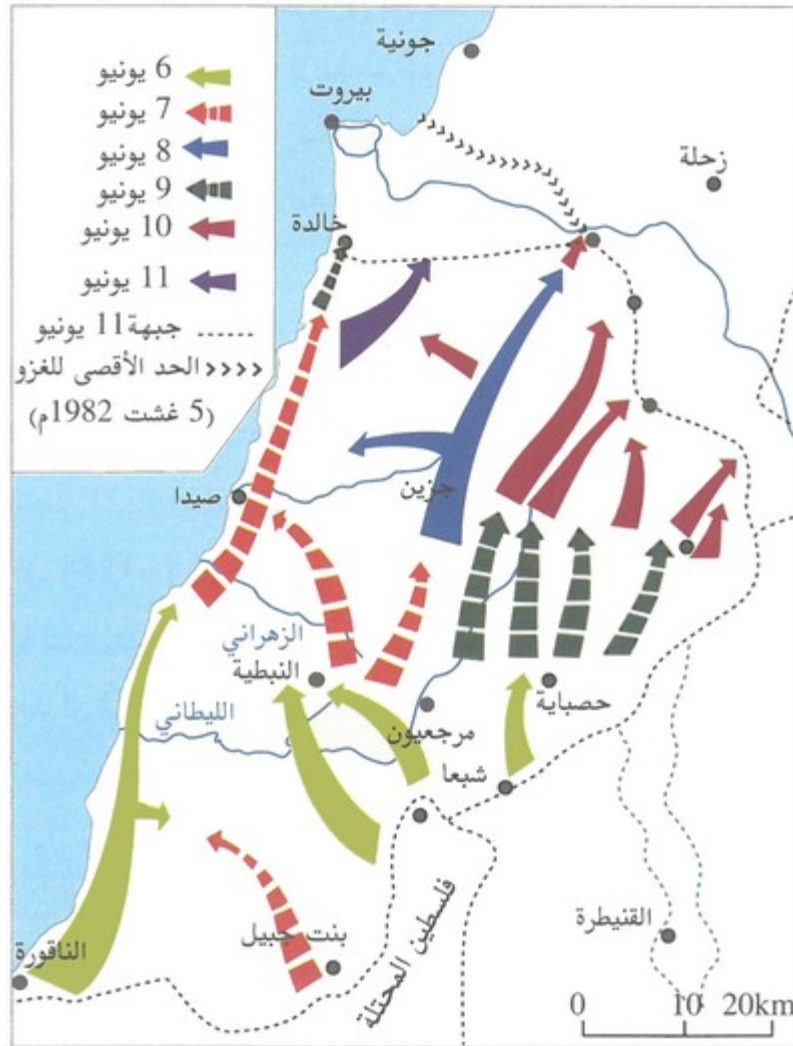 6 يونيو
7 يونيو
8 يونيو
9 يونيو
10 يونيو
11 يونيو
جبهة11 يونيو
الحد الأقصى للغزو
(5 غشت 1982م)
جونية
بيروت
زحلة
خالدة
صيدا
جزين
الزهراني
النبطية
الليطاني
مرجعيون
حصباية
شبعا
الناقورة
بنت جبيل
فلسطين المحتلة
القنيطرة
0 10 20km